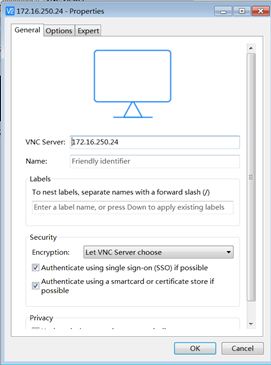 172.16.250.24 - Properties
General Options Expert
VNC Server: 172.16.250.24
Name: Friendly identifier
Labels
To nest labels, separate names with a forward slash (/)
Enter a label name, or press Down to apply existing labels
Security
Encryption: Let VNC Server choose
Authenticate using single sign-on (SSO) if possible
Authenticate using a smartcard or certificate store if
possible
Privacy
OK Cancel